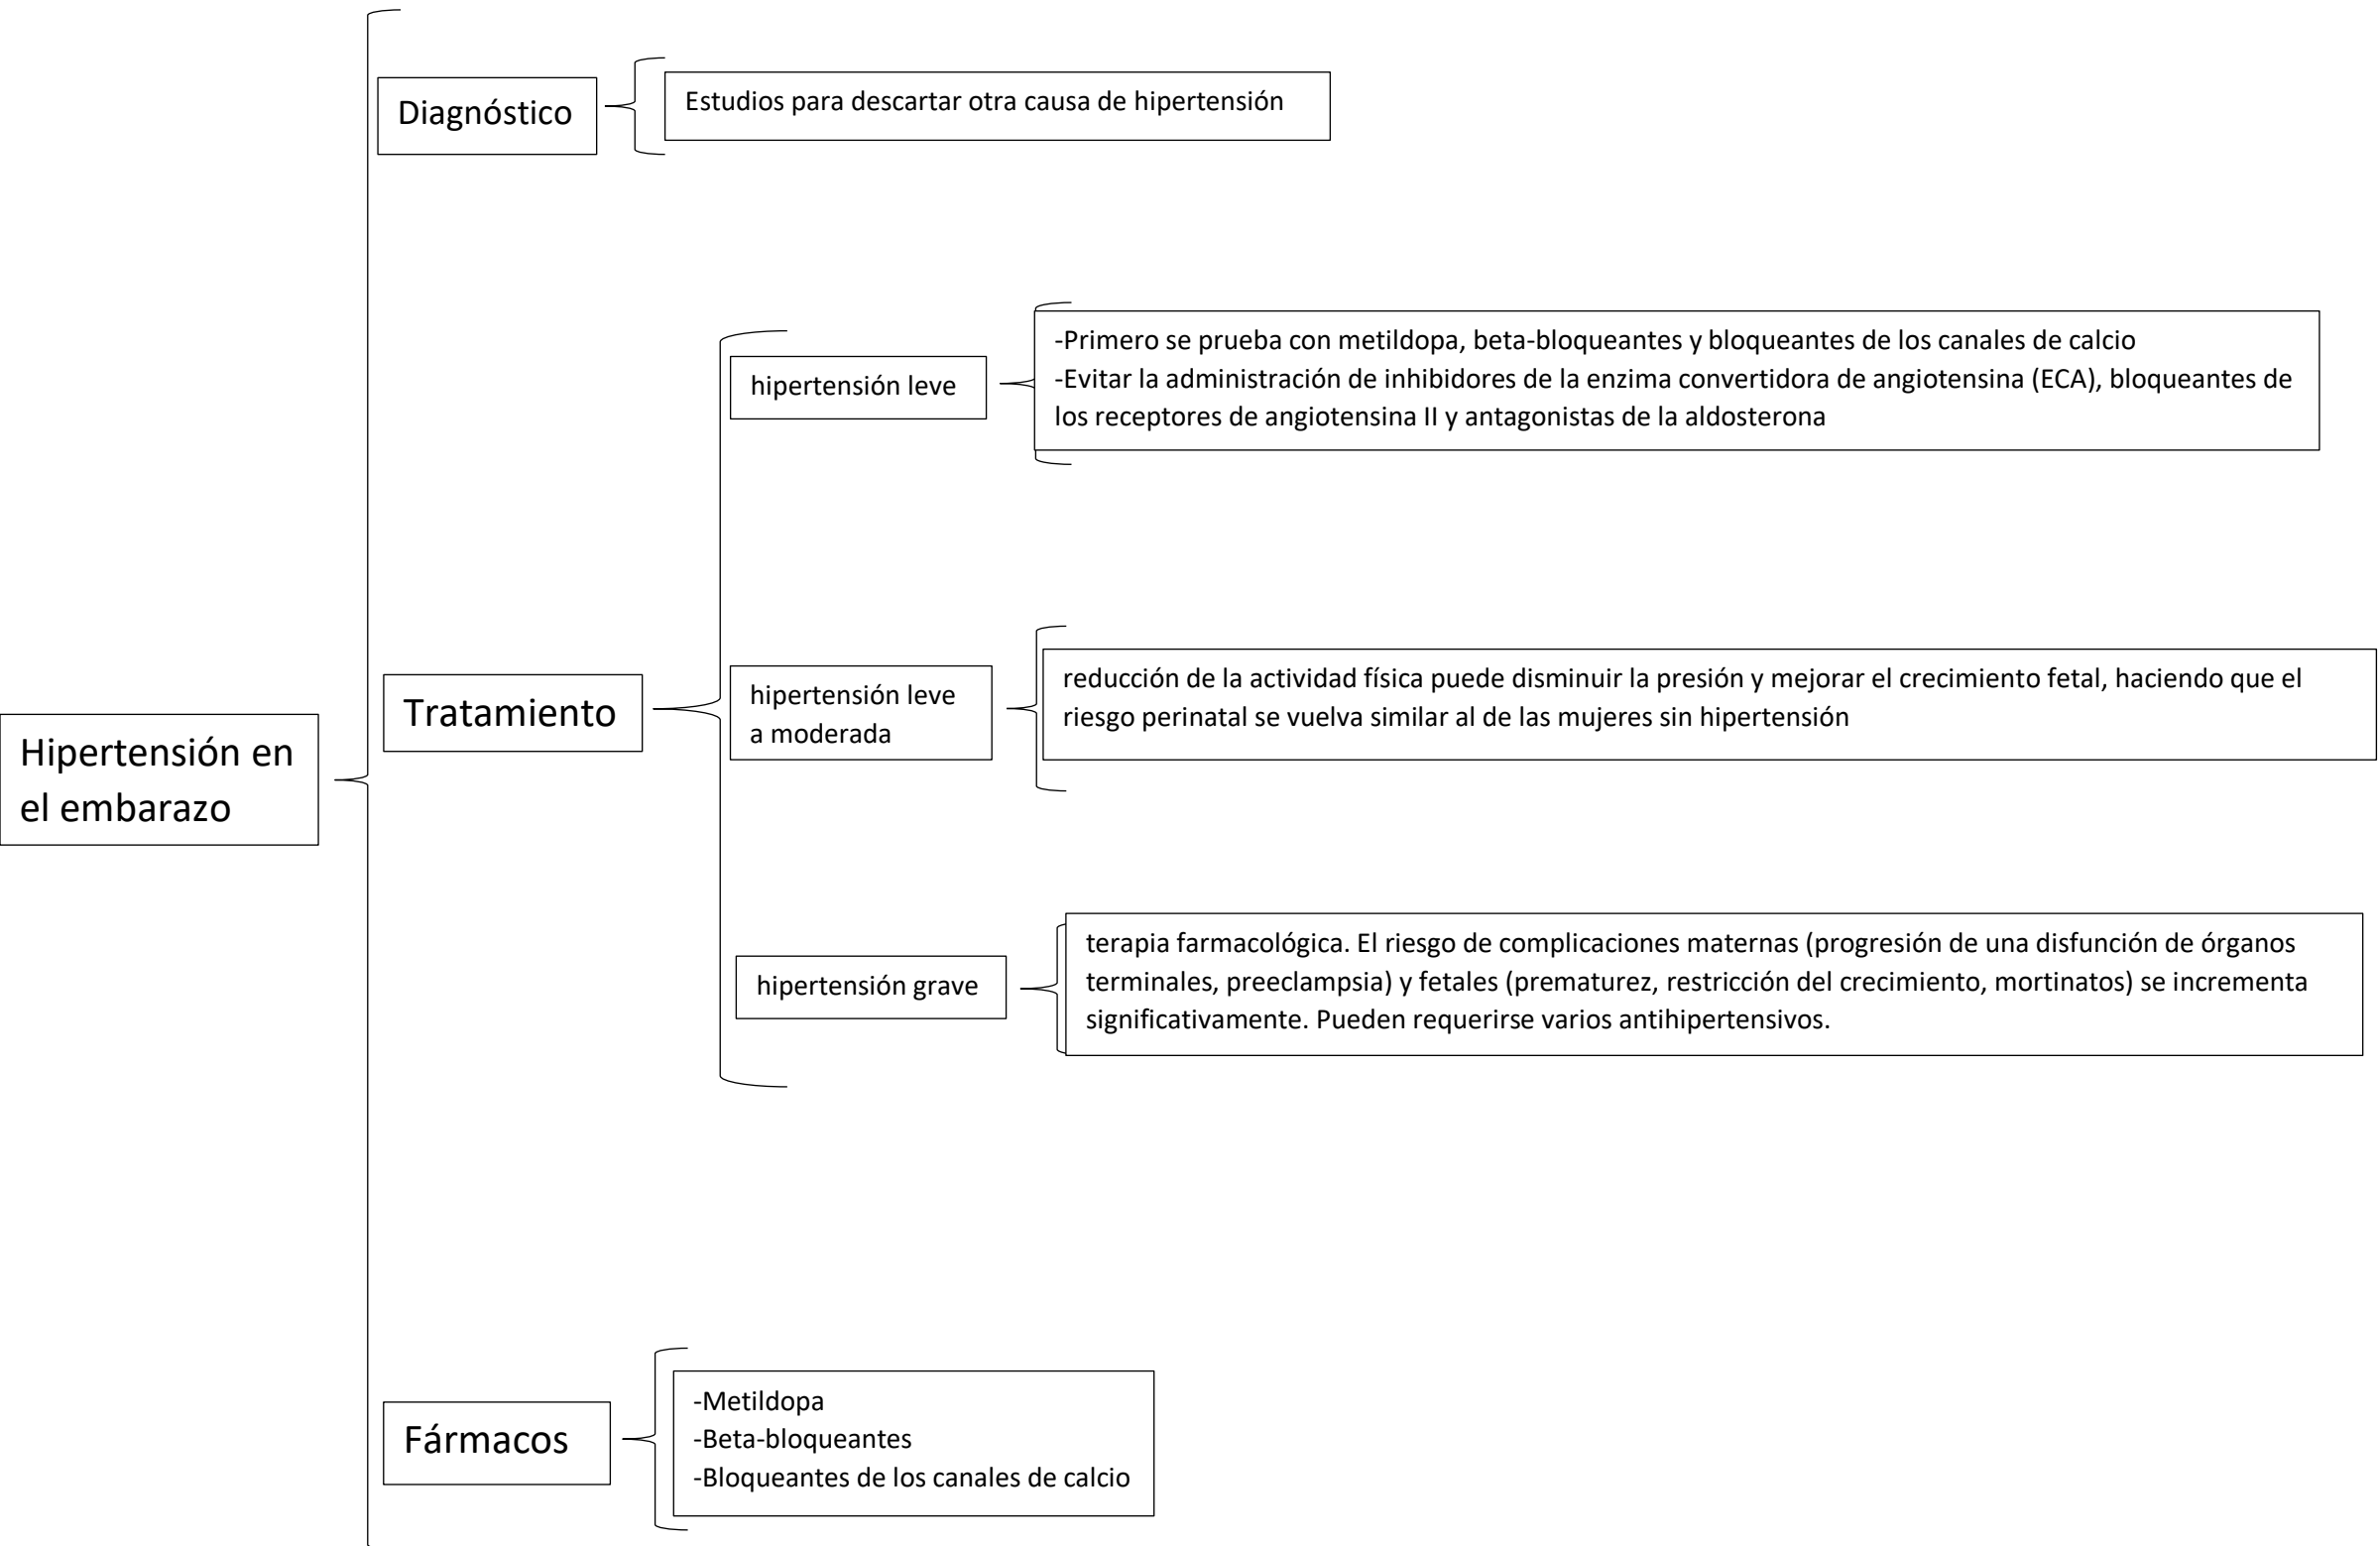 Hipertensión en
el embarazo
Diagnóstico
Estudios para descartar otra causa de hipertensión
Tratamiento
hipertensión leve
-Primero se prueba con metildopa, beta-bloqueantes y bloqueantes de los canales de calcio
-Evitar la administración de inhibidores de la enzima convertidora de angiotensina (ECA), bloqueantes de
los receptores de angiotensina II y antagonistas de la aldosterona
hipertensión leve
a moderada
reducción de la actividad física puede disminuir la presión y mejorar el crecimiento fetal, haciendo que el
riesgo perinatal se vuelva similar al de las mujeres sin hipertensión
hipertensión grave
terapia farmacológica. El riesgo de complicaciones maternas (progresión de una disfunción de órganos
terminales, preeclampsia) y fetales (prematurez, restricción del crecimiento, mortinatos) se incrementa
significativamente. Pueden requerirse varios antihipertensivos.
Fármacos
-Metildopa
-Beta-bloqueantes
-Bloqueantes de los canales de calcio